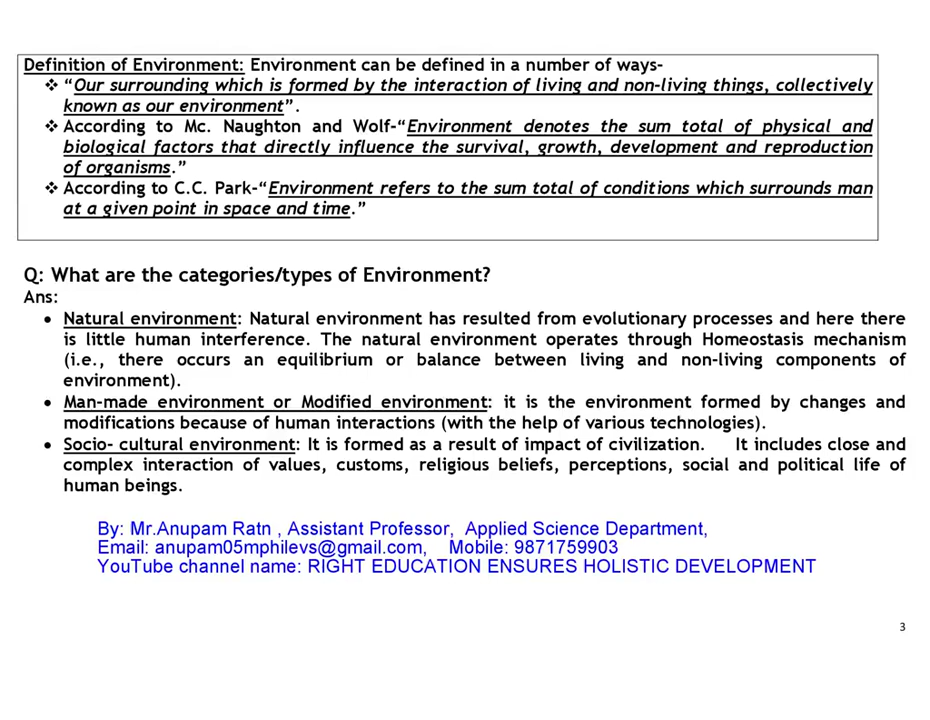 Definition of Environment: Environment can be defined in a number of ways-
❖ “Our surrounding which is formed by the interaction of living and non-living things, collectively
known as our environment”.
❖ According to Mc. Naughton and Wolf-“Environment denotes the sum total of physical and
biological factors that directly influence the survival, growth, development and reproduction
of organisms.”
❖ According to C.C. Park-“Environment refers to the sum total of conditions which surrounds man
at a given point in space and time.”
Q: What are the categories/types of Environment?
Ans:
• Natural environment: Natural environment has resulted from evolutionary processes and here there
is little human interference. The natural environment operates through Homeostasis mechanism
(i.e., there occurs an equilibrium or balance between living and non-living components of
environment).
• Man-made environment or Modified environment: it is the environment formed by changes and
modifications because of human interactions (with the help of various technologies).
• Socio- cultural environment: It is formed as a result of impact of civilization. It includes close and
complex interaction of values, customs, religious beliefs, perceptions, social and political life of
human beings.
By: Mr.Anupam Ratn , Assistant Professor, Applied Science Department,
Email: anupam05mphilevs@gmail.com, Mobile: 9871759903
YouTube channel name: RIGHT EDUCATION ENSURES HOLISTIC DEVELOPMENT
3